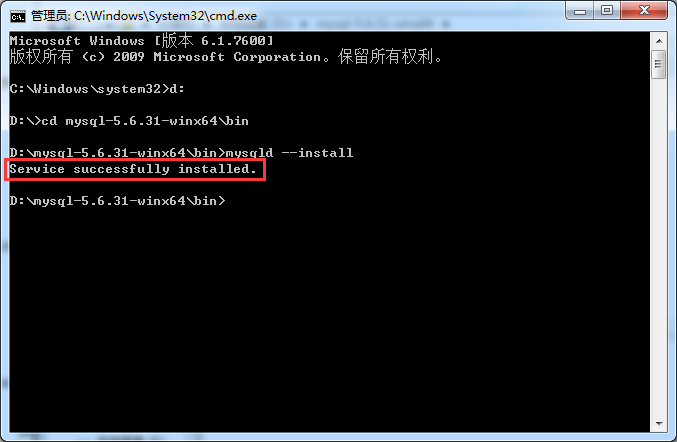 管理员: C:\Windows\System32\cmd.exe
Microsoft Windows [版本 6.1.7600]
版权所有 (c) 2009 Microsoft Corporation。保留所有权利。
C:\Windows\system32>d:
D:\>cd mysql-5.6.31-winx64\bin
D:\mysql-5.6.31-winx64\bin>mysqld --install
Service successfully installed.
D:\mysql-5.6.31-winx64\bin>